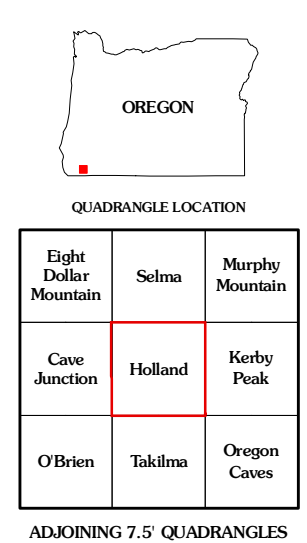 OREGON
QUADRANGLE LOCATION
Eight
Dollar
Mountain
Selma
Murphy
Mountain
Cave
Junction
Holland
Kerby
Peak
O'Brien
Takilma
Oregon
Caves
ADJOINING 7.5' QUADRANGLES